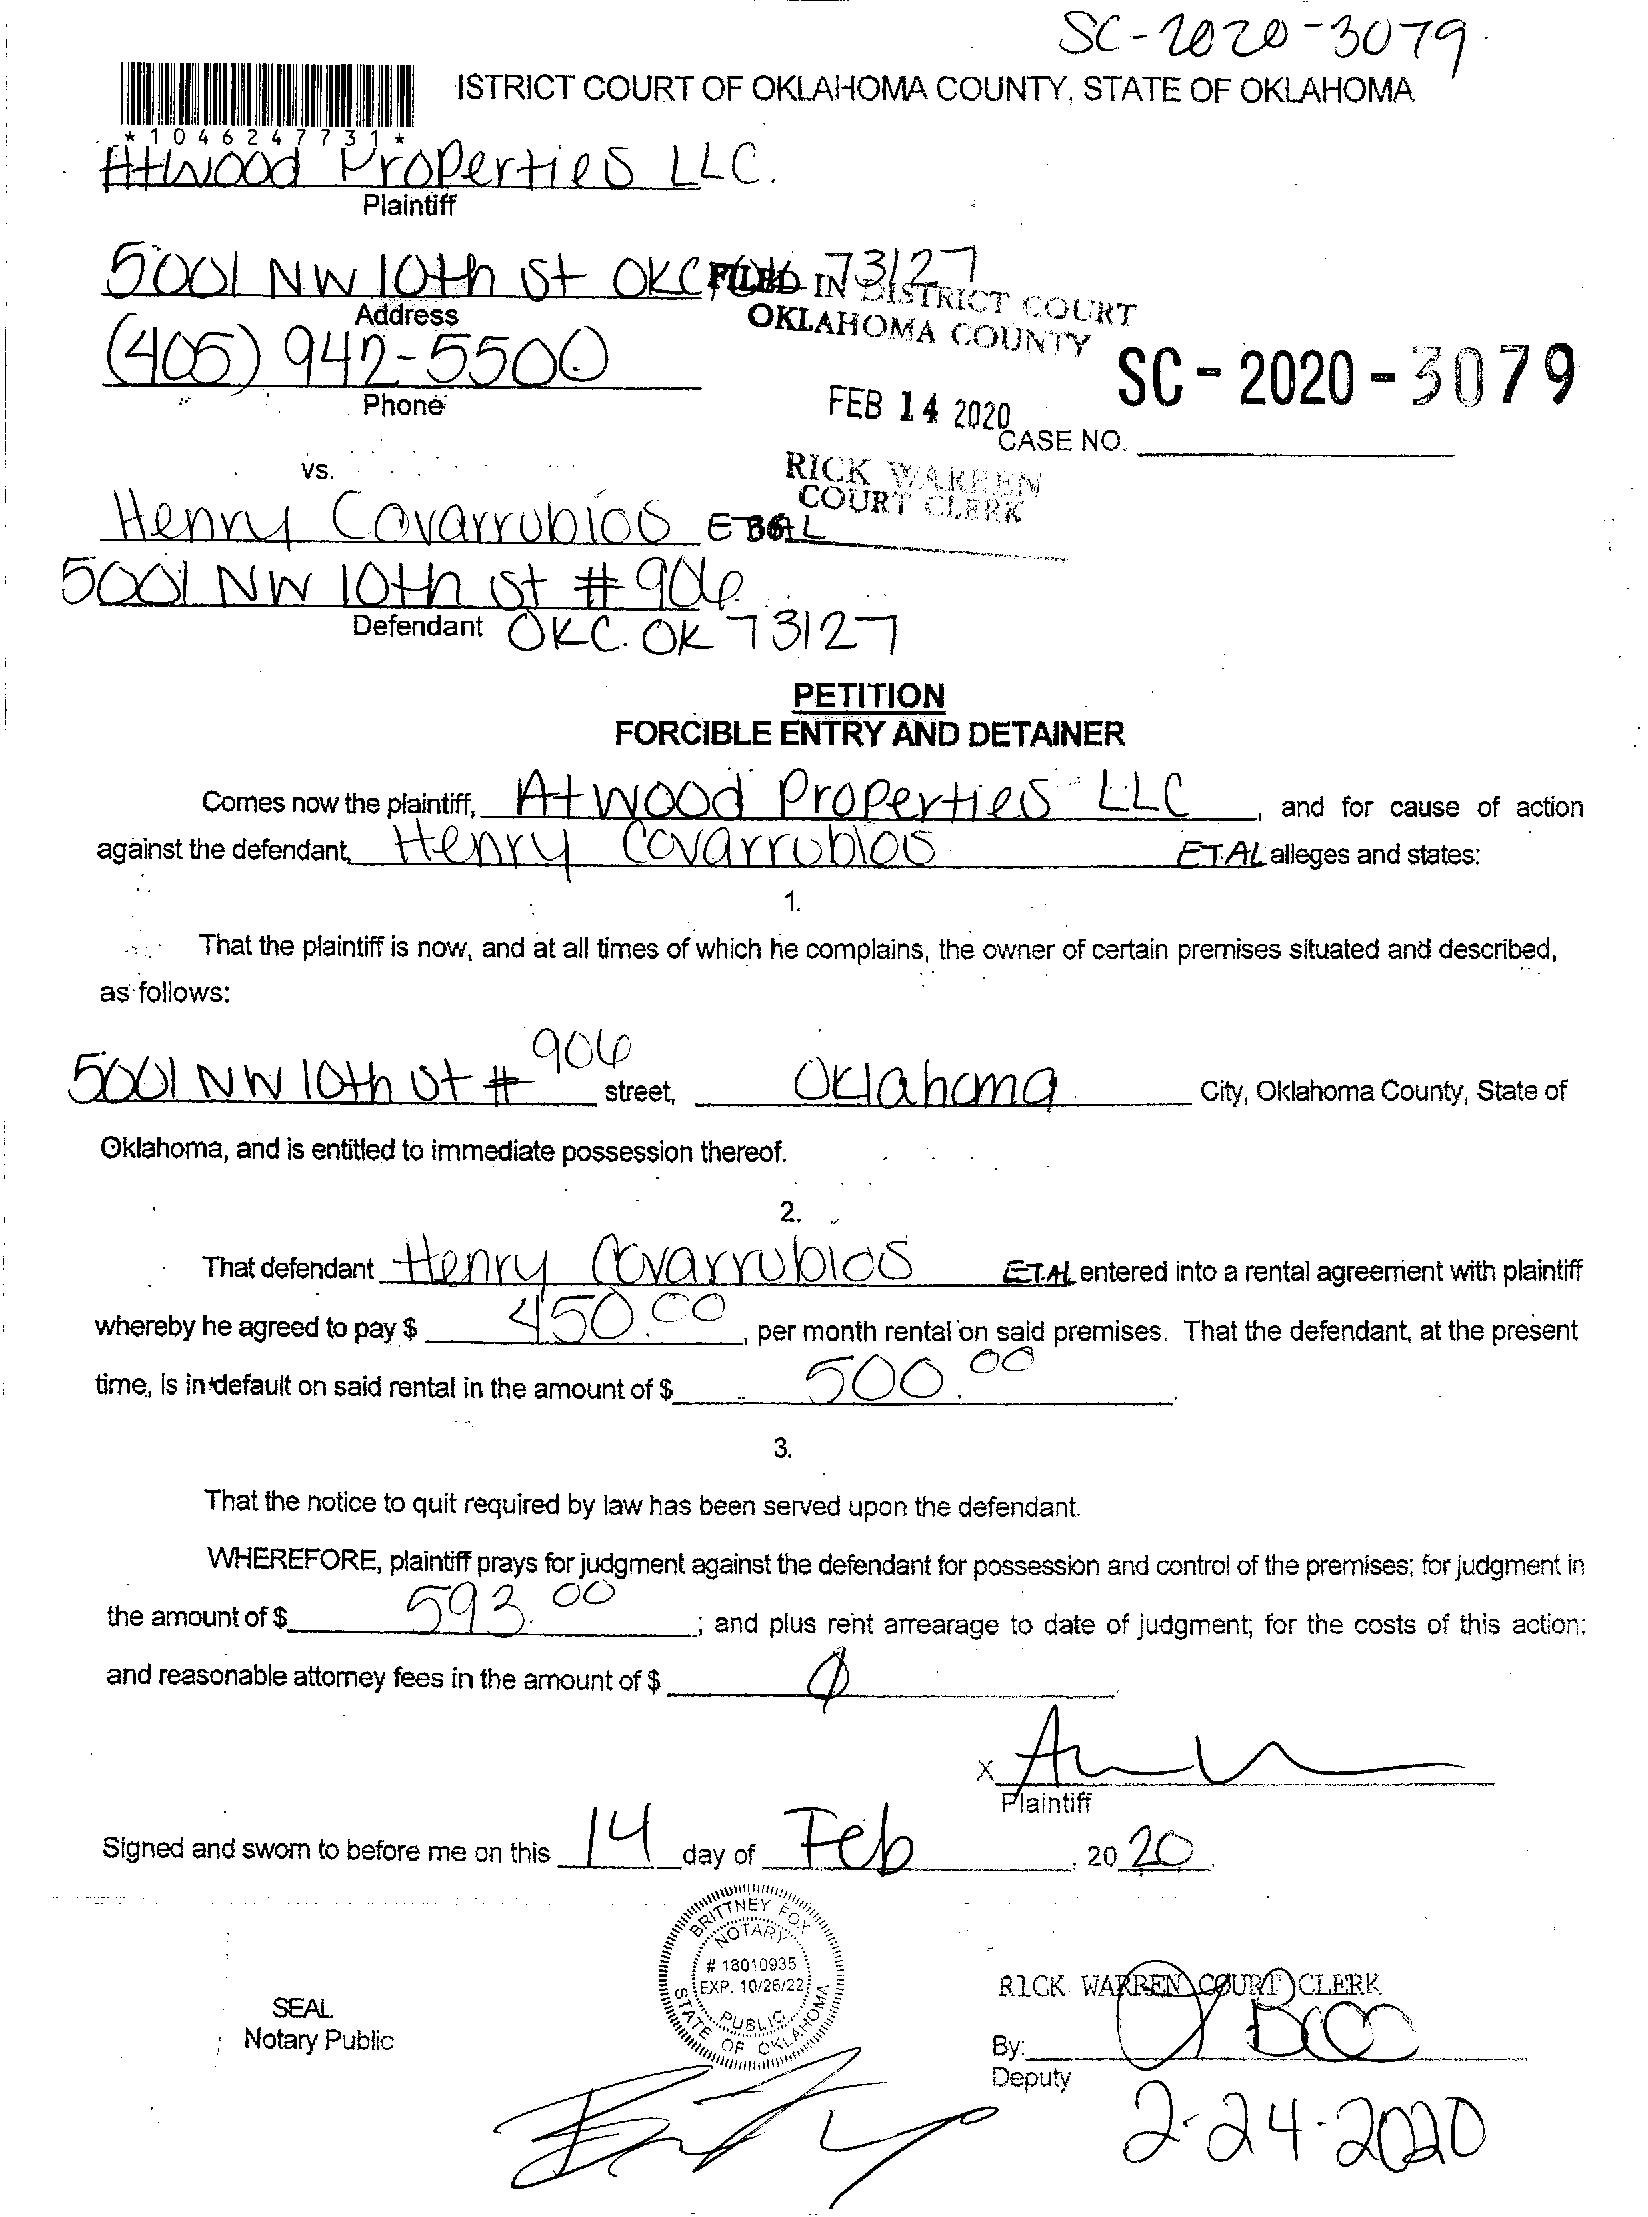 SC-2020-3079
ISTRICT COURT OF OKLAHOMA COUNTY, STATE OF OKLAHOMA
*1046247731*
Atwood Properties LLC.
Plaintiff
5001 NW 10th St OKC 73127
FILED IN DISTRICT COURT
Address
OKLAHOMA COUNTY
(405) 942-5500
SC-2020-3079
Phone
FEB 14 2020
CASE NO.
vs.
RICK WARREN
COURT CLERK
Henry Covarrubias ETAL
5001 NW 10th St # 906
Defendant OKC. OK 73127
PETITION
FORCIBLE ENTRY AND DETAINER
Comes now the plaintiff, Atwood Properties LLC, and for cause of action
against the defendant, Henry Covarrubias ET.AL alleges and states:
1.
That the plaintiff is now, and at all times of which he complains, the owner of certain premises situated and described,
as follows:
5001 NW 10th St # 906 street, Oklahoma City, Oklahoma County, State of
Oklahoma, and is entitled to immediate possession thereof.
2.
That defendant Henry Covarrubias ET.AL entered into a rental agreement with plaintiff
whereby he agreed to pay $ 450.00, per month rental on said premises. That the defendant, at the present
time, is in default on said rental in the amount of $ 500.00
3.
That the notice to quit required by law has been served upon the defendant.
WHEREFORE, plaintiff prays for judgment against the defendant for possession and control of the premises; for judgment in
the amount of $ 593.00; and plus rent arrearage to date of judgment; for the costs of this action;
and reasonable attorney fees in the amount of $ 0
X
Plaintiff
Signed and sworn to before me on this 14 day of Feb, 2020.
BRITTNEY FOX
NOTARY
# 18010935
EXP. 10/26/22
PUBLIC
STATE OF OKLAHOMA
SEAL
Notary Public
RICK WARREN COURT CLERK
By:
Deputy
2-24-2020